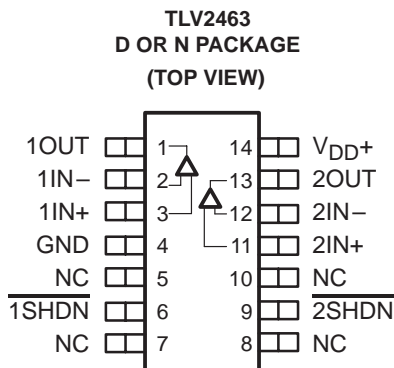 TLV2463
D OR N PACKAGE
(TOP VIEW)
1OUT 1 14 VDD+
1IN− 2 13 2OUT
1IN+ 3 12 2IN−
GND 4 11 2IN+
NC 5 10 NC
1SHDN 6 9 2SHDN
NC 7 8 NC